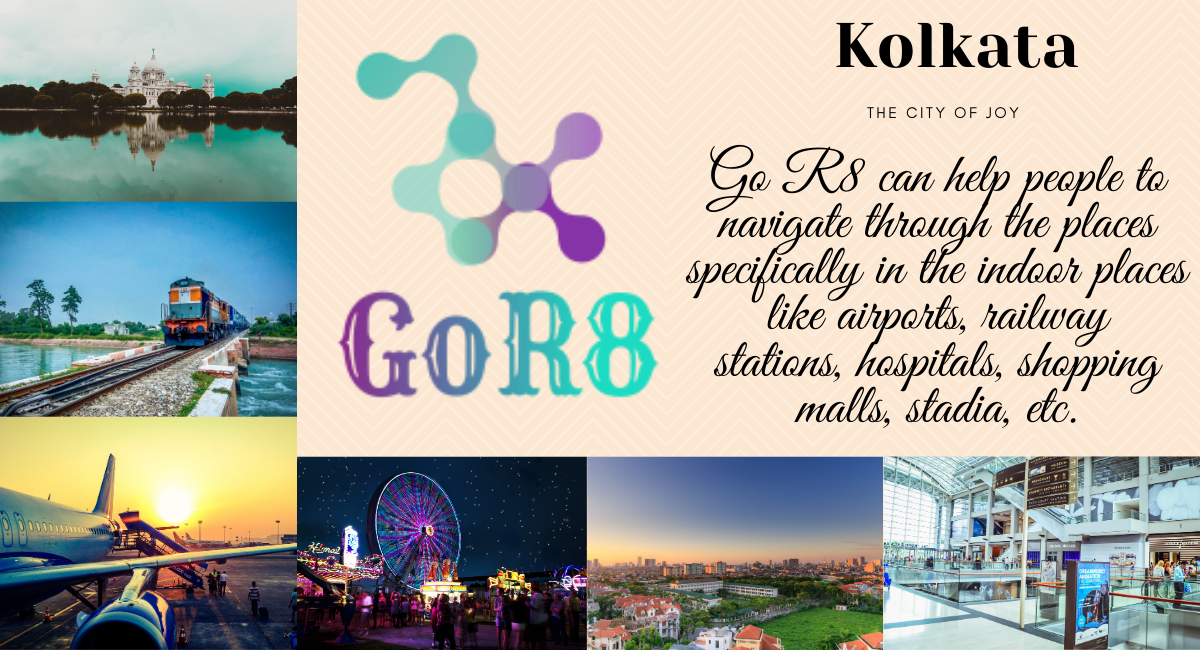 Kolkata
THE CITY OF JOY
Go R8 can help people to
navigate through the places
specifically in the indoor places
like airports, railway
stations, hospitals, shopping
malls, stadia, etc.
GoR8